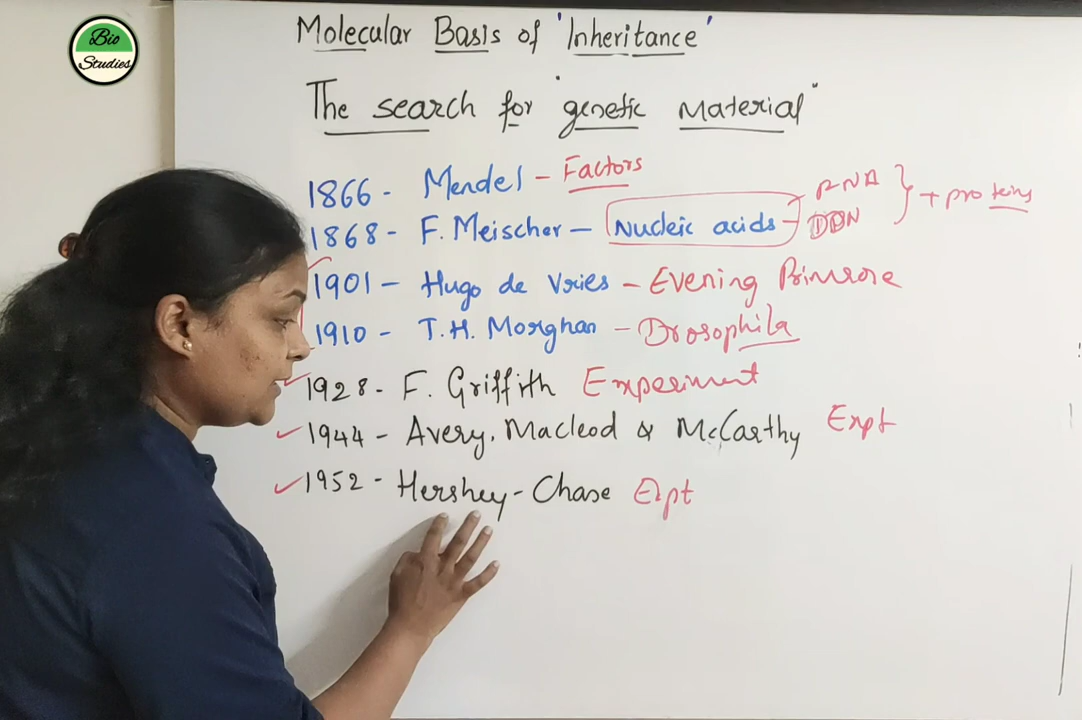 Bio
Studies
Molecular Basis of 'Inheritance'
The search for "genetic Material"
1866 - Mendel - Factors
RNA
1868 - F. Meischer - Nucleic acids - + proteins
1901 - Hugo de Vries - Evening Primrose
1910 - T.H. Morghan - Drosophila
1928 - F. Griffith Experiment
1944 - Avery, Macleod & McCarthy Expt
1952 - Hershey - Chase Expt